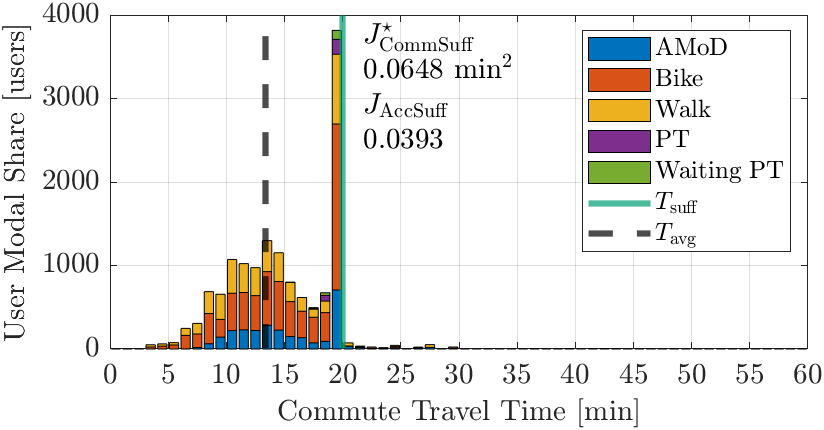 4000
3000
2000
1000
0
User Modal Share [users]
J⋆CommSuff
0.0648 min²
JAccSuff
0.0393
AMoD
Bike
Walk
PT
Waiting PT
Tsuff
Tavg
0 5 10 15 20 25 30 35 40 45 50 55 60
Commute Travel Time [min]